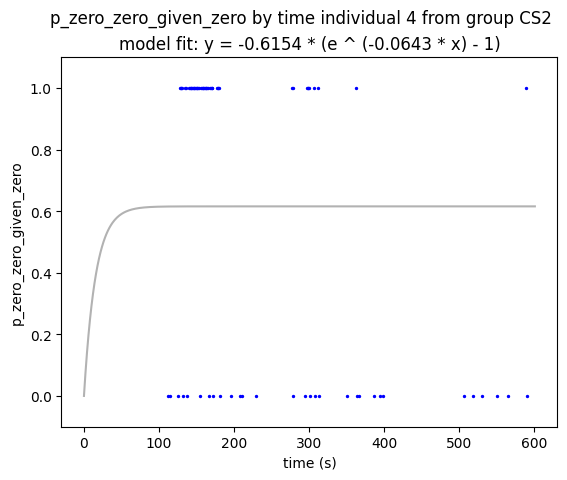 p_zero_zero_given_zero by time individual 4 from group CS2
model fit: y = -0.6154 * (e ^ (-0.0643 * x) - 1)
1.0
0.8
0.6
0.4
0.2
0.0
p_zero_zero_given_zero
0 100 200 300 400 500 600
time (s)